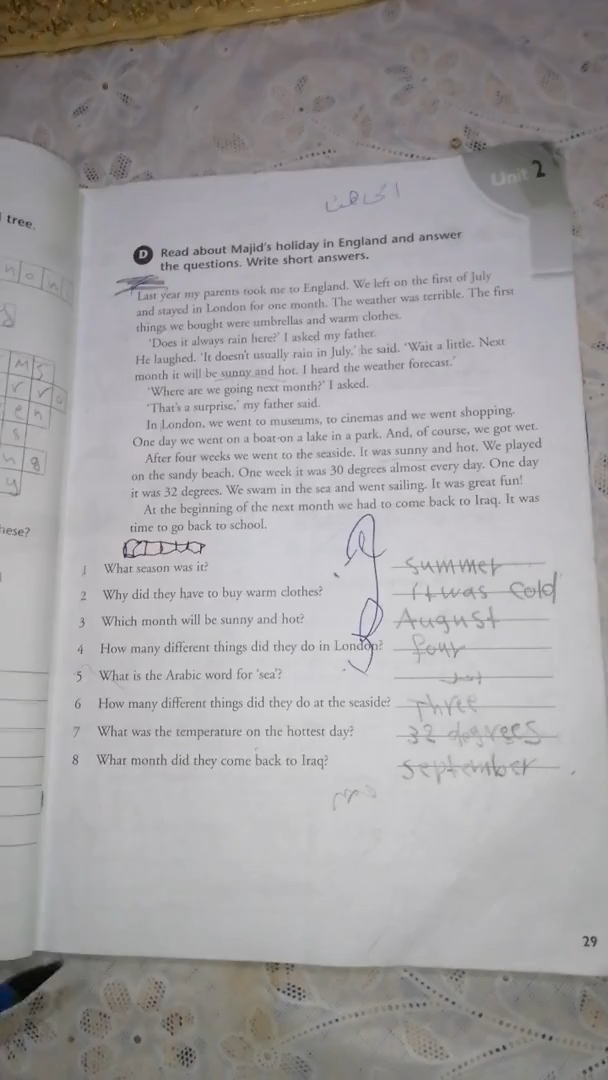 Unit 2
tree.
D Read about Majid's holiday in England and answer
the questions. Write short answers.
Last year my parents took me to England. We left on the first of July
and stayed in London for one month. The weather was terrible. The first
things we bought were umbrellas and warm clothes.
'Does it always rain here?' I asked my father.
He laughed. 'It doesn't usually rain in July,' he said. 'Wait a little. Next
month it will be sunny and hot. I heard the weather forecast.'
'Where are we going next month?' I asked.
'That's a surprise,' my father said.
In London, we went to museums, to cinemas and we went shopping.
One day we went on a boat on a lake in a park. And, of course, we got wet.
After four weeks we went to the seaside. It was sunny and hot. We played
on the sandy beach. One week it was 30 degrees almost every day. One day
it was 32 degrees. We swam in the sea and went sailing. It was great fun!
At the beginning of the next month we had to come back to Iraq. It was
time to go back to school.
hese?
1 What season was it? summer
2 Why did they have to buy warm clothes? it was cold
3 Which month will be sunny and hot? August
4 How many different things did they do in London? four
5 What is the Arabic word for 'sea'?
6 How many different things did they do at the seaside? Three
7 What was the temperature on the hottest day? 32 degrees
8 What month did they come back to Iraq? september
29